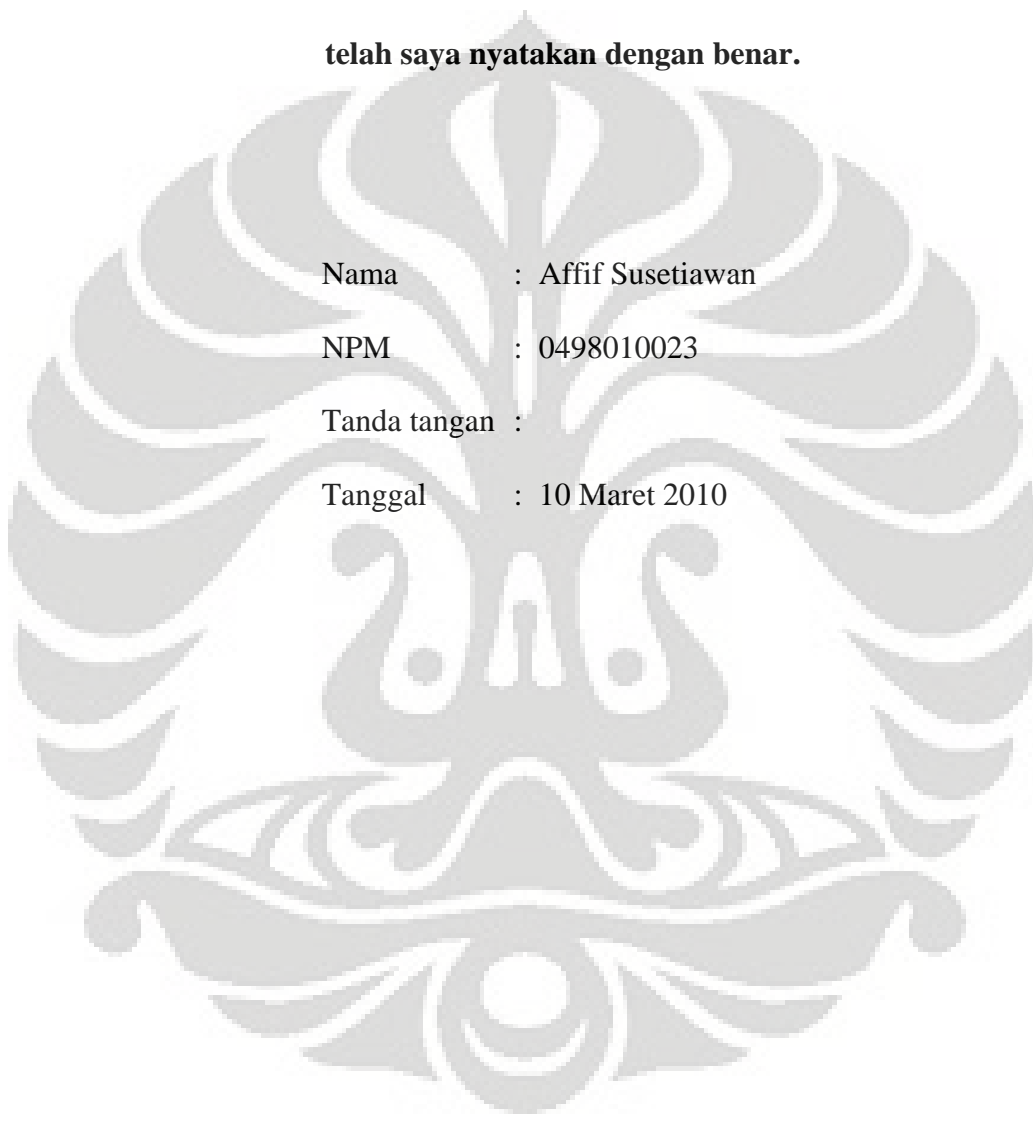 telah saya nyatakan dengan benar.
Nama : Affif Susetiawan
NPM : 0498010023
Tanda tangan :
Tanggal : 10 Maret 2010